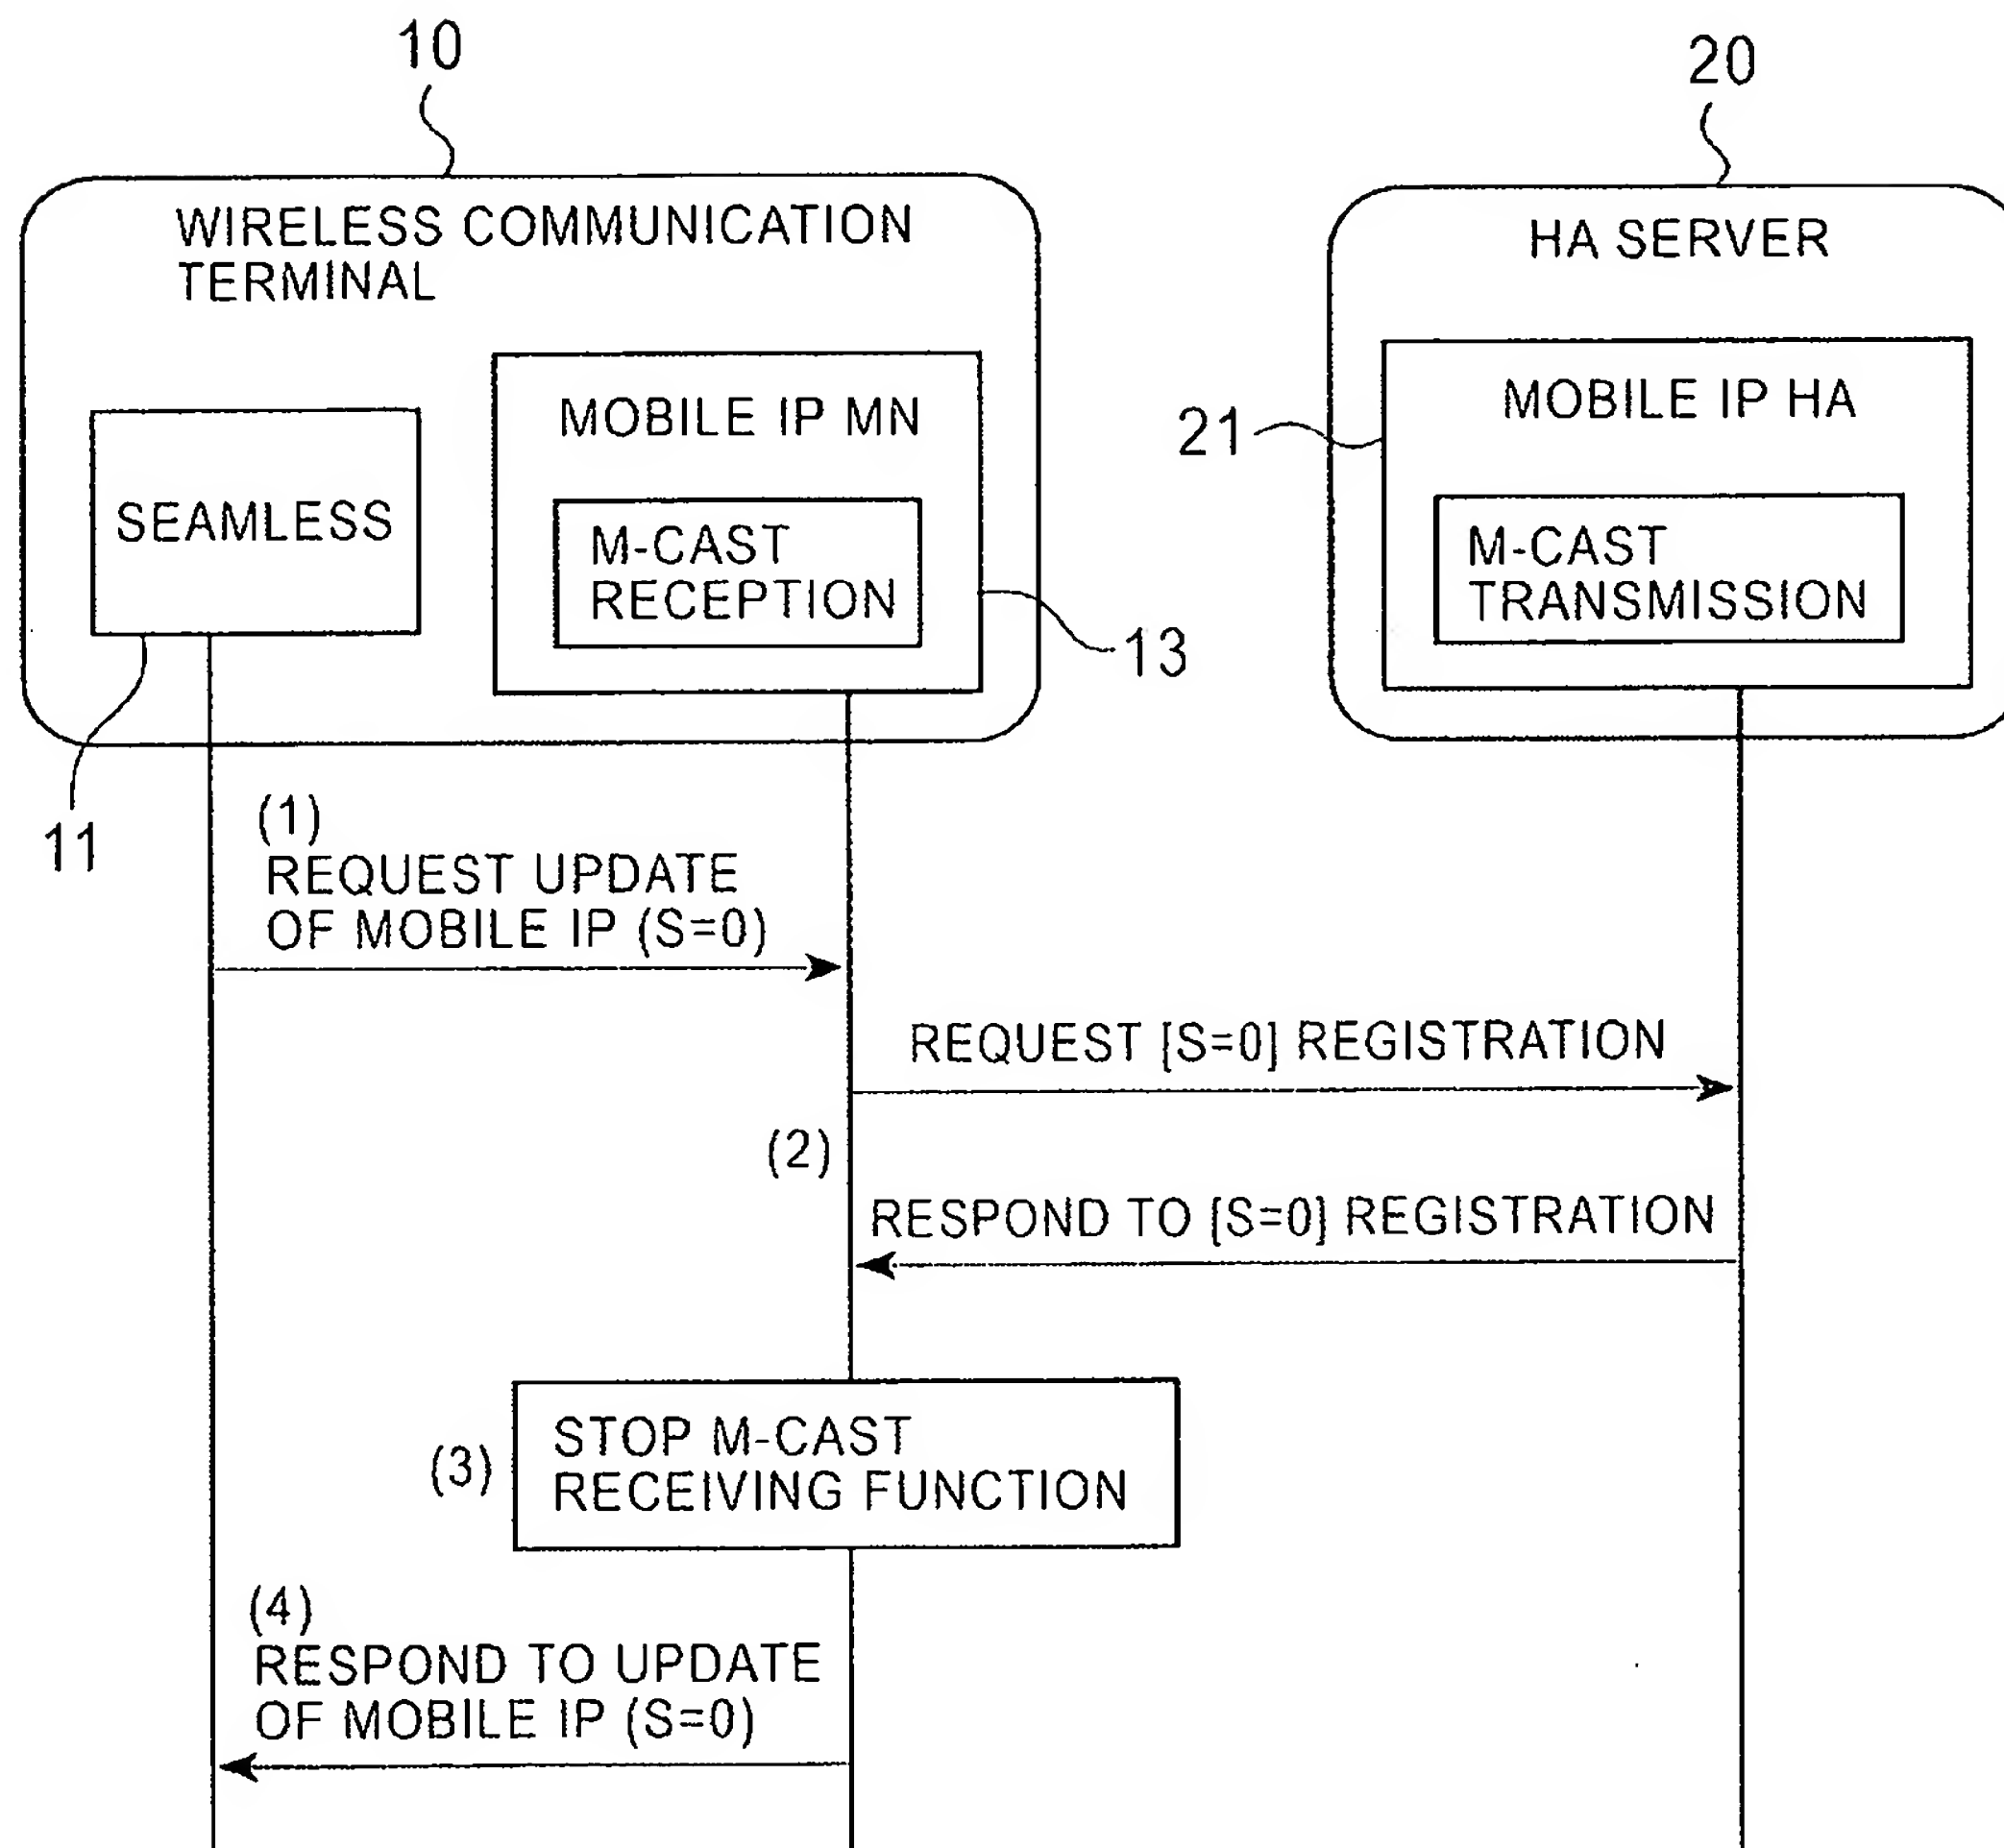 10
20
WIRELESS COMMUNICATION
TERMINAL
HA SERVER
MOBILE IP MN
MOBILE IP HA
21
SEAMLESS
M-CAST
RECEPTION
M-CAST
TRANSMISSION
13
11
(1)
REQUEST UPDATE
OF MOBILE IP (S=0)
REQUEST [S=0] REGISTRATION
(2)
RESPOND TO [S=0] REGISTRATION
(3)
STOP M-CAST
RECEIVING FUNCTION
(4)
RESPOND TO UPDATE
OF MOBILE IP (S=0)